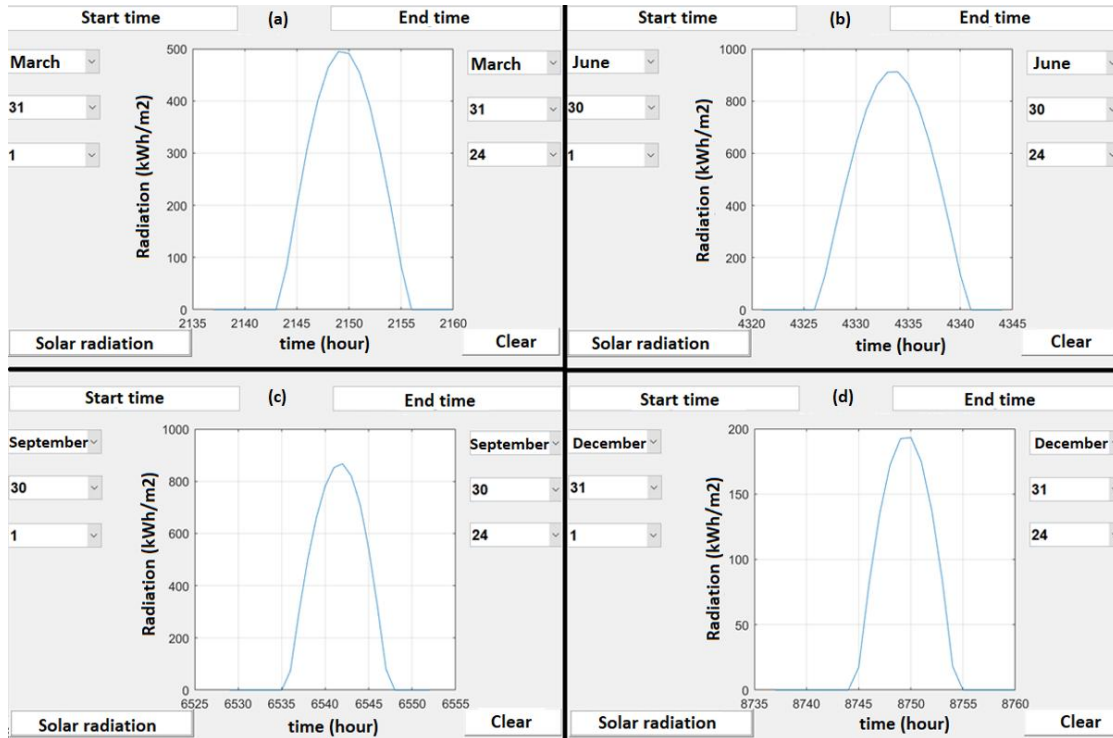 Start time
(a)
End time
March
31
1
March
31
24
Radiation (kWh/m2)
500
400
300
200
100
0
2135 2140 2145 2150 2155 2160
time (hour)
Solar radiation
Clear
Start time
(b)
End time
June
30
1
June
30
24
Radiation (kWh/m2)
1000
800
600
400
200
0
4320 4325 4330 4335 4340 4345
time (hour)
Solar radiation
Clear
Start time
(c)
End time
September
30
1
September
30
24
Radiation (kWh/m2)
1000
800
600
400
200
0
6525 6530 6535 6540 6545 6550 6555
time (hour)
Solar radiation
Clear
Start time
(d)
End time
December
31
1
December
31
24
Radiation (kWh/m2)
200
150
100
50
0
8735 8740 8745 8750 8755 8760
time (hour)
Solar radiation
Clear